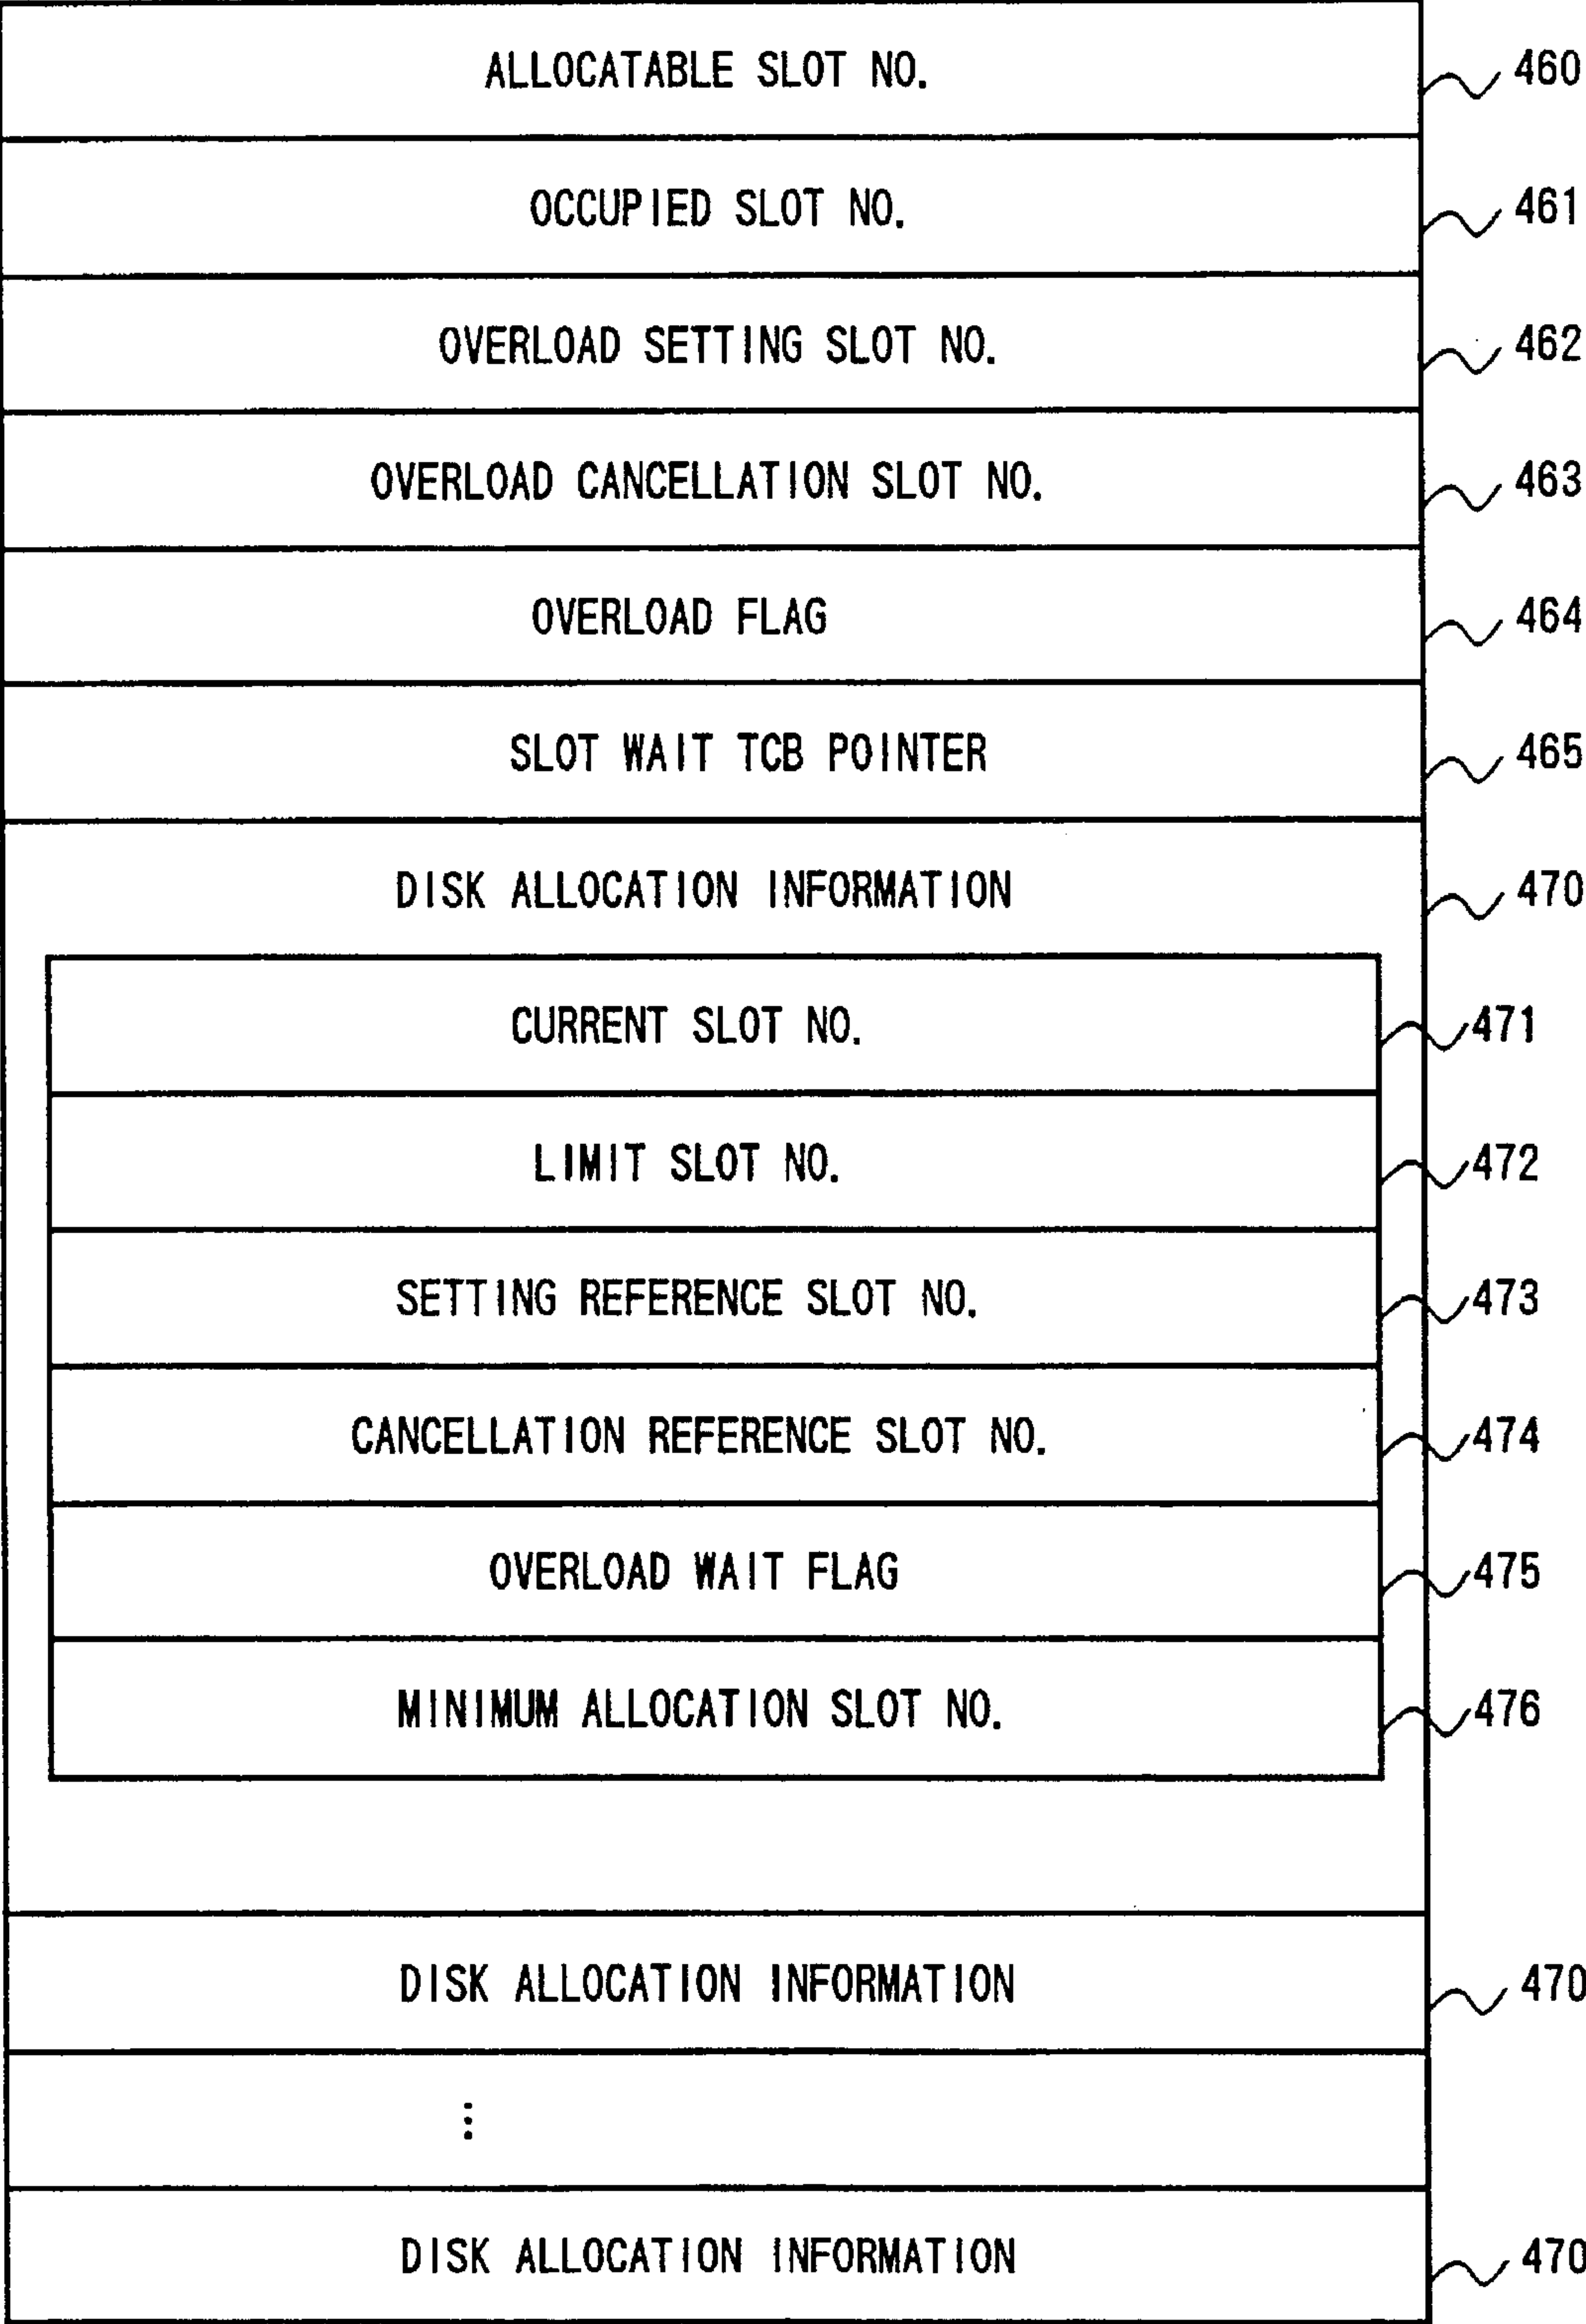 ALLOCATABLE SLOT NO. 460
OCCUPIED SLOT NO. 461
OVERLOAD SETTING SLOT NO. 462
OVERLOAD CANCELLATION SLOT NO. 463
OVERLOAD FLAG 464
SLOT WAIT TCB POINTER 465
DISK ALLOCATION INFORMATION 470
CURRENT SLOT NO. 471
LIMIT SLOT NO. 472
SETTING REFERENCE SLOT NO. 473
CANCELLATION REFERENCE SLOT NO. 474
OVERLOAD WAIT FLAG 475
MINIMUM ALLOCATION SLOT NO. 476
DISK ALLOCATION INFORMATION 470
⋮
DISK ALLOCATION INFORMATION 470